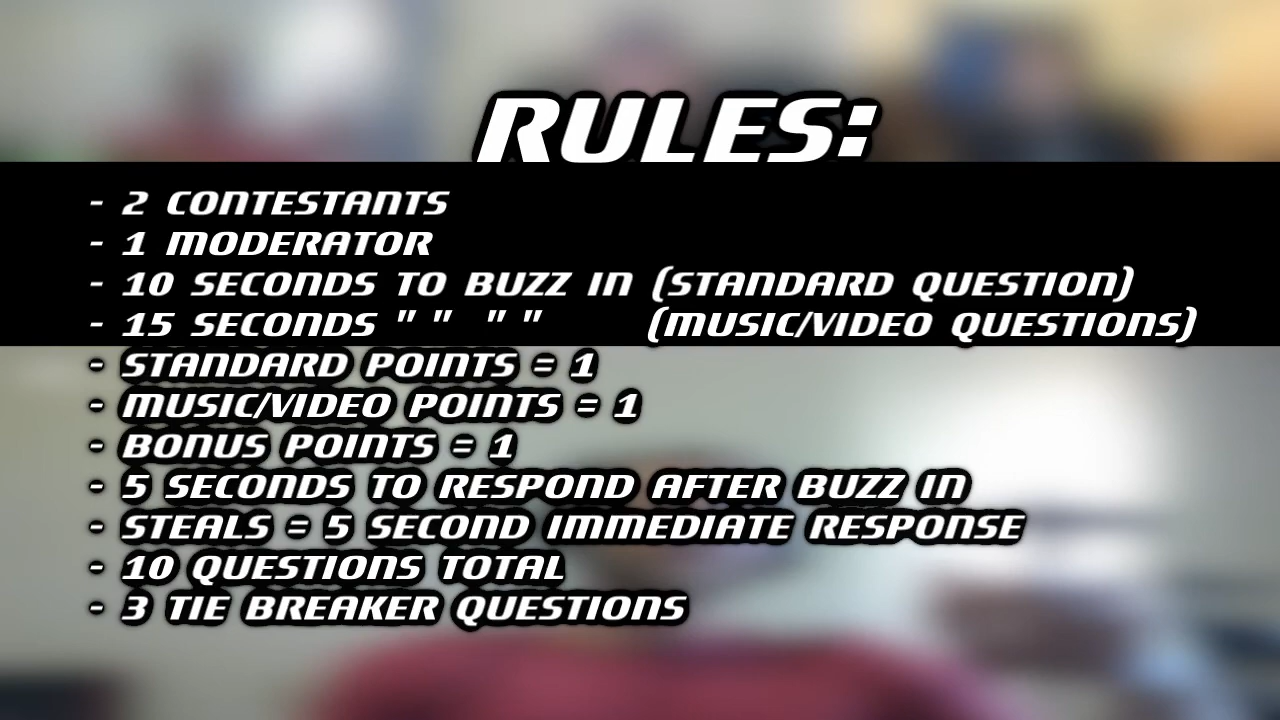 RULES:
- 2 CONTESTANTS
- 1 MODERATOR
- 10 SECONDS TO BUZZ IN (STANDARD QUESTION)
- 15 SECONDS " " " " (MUSIC/VIDEO QUESTIONS)
- STANDARD POINTS = 1
- MUSIC/VIDEO POINTS = 1
- BONUS POINTS = 1
- 5 SECONDS TO RESPOND AFTER BUZZ IN
- STEALS = 5 SECOND IMMEDIATE RESPONSE
- 10 QUESTIONS TOTAL
- 3 TIE BREAKER QUESTIONS